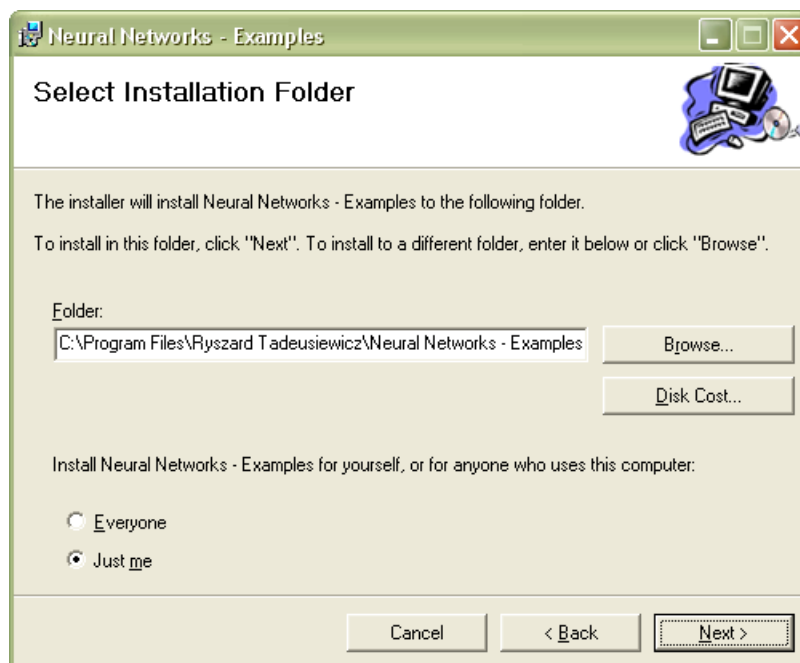 Neural Networks - Examples
Select Installation Folder
The installer will install Neural Networks - Examples to the following folder.
To install in this folder, click "Next". To install to a different folder, enter it below or click "Browse".
Folder:
C:\Program Files\Ryszard Tadeusiewicz\Neural Networks - Examples
Browse...
Disk Cost...
Install Neural Networks - Examples for yourself, or for anyone who uses this computer:
Everyone
Just me
Cancel
< Back
Next >